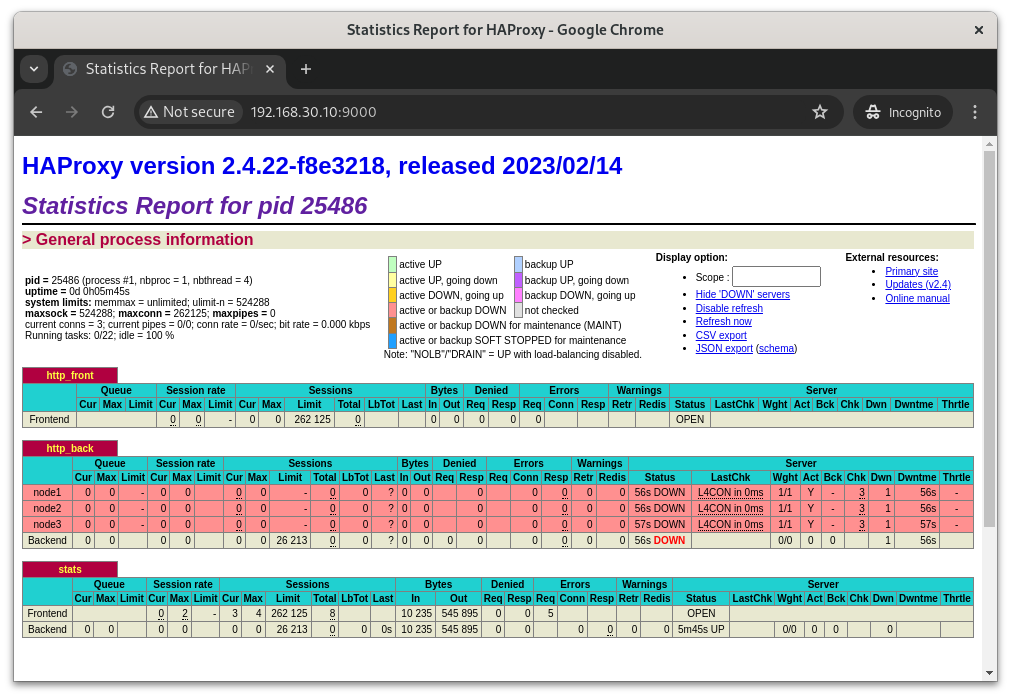 Statistics Report for HAProxy - Google Chrome
Statistics Report for HAP
Not secure 192.168.30.10:9000
Incognito
HAProxy version 2.4.22-f8e3218, released 2023/02/14
Statistics Report for pid 25486
> General process information
pid = 25486 (process #1, nbproc = 1, nbthread = 4)
uptime = 0d 0h05m45s
system limits: memmax = unlimited; ulimit-n = 524288
maxsock = 524288; maxconn = 262125; maxpipes = 0
current conns = 3; current pipes = 0/0; conn rate = 0/sec; bit rate = 0.000 kbps
Running tasks: 0/22; idle = 100 %
active UP backup UP
active UP, going down backup UP, going down
active DOWN, going up backup DOWN, going up
active or backup DOWN not checked
active or backup DOWN for maintenance (MAINT)
active or backup SOFT STOPPED for maintenance
Note: "NOLB"/"DRAIN" = UP with load-balancing disabled.
Display option:
Scope :
Hide 'DOWN' servers
Disable refresh
Refresh now
CSV export
JSON export (schema)
External resources:
Primary site
Updates (v2.4)
Online manual
http_front
Queue Session rate Sessions Bytes Denied Errors Warnings Server
Cur Max Limit Cur Max Limit Cur Max Limit Total LbTot Last In Out Req Resp Req Conn Resp Retr Redis Status LastChk Wght Act Bck Chk Dwn Dwntme Thrtle
Frontend 0 0 - 0 0 262 125 0 0 0 0 0 0 OPEN
http_back
Queue Session rate Sessions Bytes Denied Errors Warnings Server
Cur Max Limit Cur Max Limit Cur Max Limit Total LbTot Last In Out Req Resp Req Conn Resp Retr Redis Status LastChk Wght Act Bck Chk Dwn Dwntme Thrtle
node1 0 0 - 0 0 0 0 - 0 0 ? 0 0 0 0 0 0 0 56s DOWN L4CON in 0ms 1/1 Y - 3 1 56s -
node2 0 0 - 0 0 0 0 - 0 0 ? 0 0 0 0 0 0 0 56s DOWN L4CON in 0ms 1/1 Y - 3 1 56s -
node3 0 0 - 0 0 0 0 - 0 0 ? 0 0 0 0 0 0 0 57s DOWN L4CON in 0ms 1/1 Y - 3 1 57s -
Backend 0 0 0 0 0 0 26 213 0 0 ? 0 0 0 0 0 0 0 0 56s DOWN 0/0 0 0 1 56s
stats
Queue Session rate Sessions Bytes Denied Errors Warnings Server
Cur Max Limit Cur Max Limit Cur Max Limit Total LbTot Last In Out Req Resp Req Conn Resp Retr Redis Status LastChk Wght Act Bck Chk Dwn Dwntme Thrtle
Frontend 0 2 - 3 4 262 125 8 10 235 545 895 0 0 5 OPEN
Backend 0 0 0 0 0 0 26 213 0 0 0s 10 235 545 895 0 0 0 0 0 0 5m45s UP 0/0 0 0 0